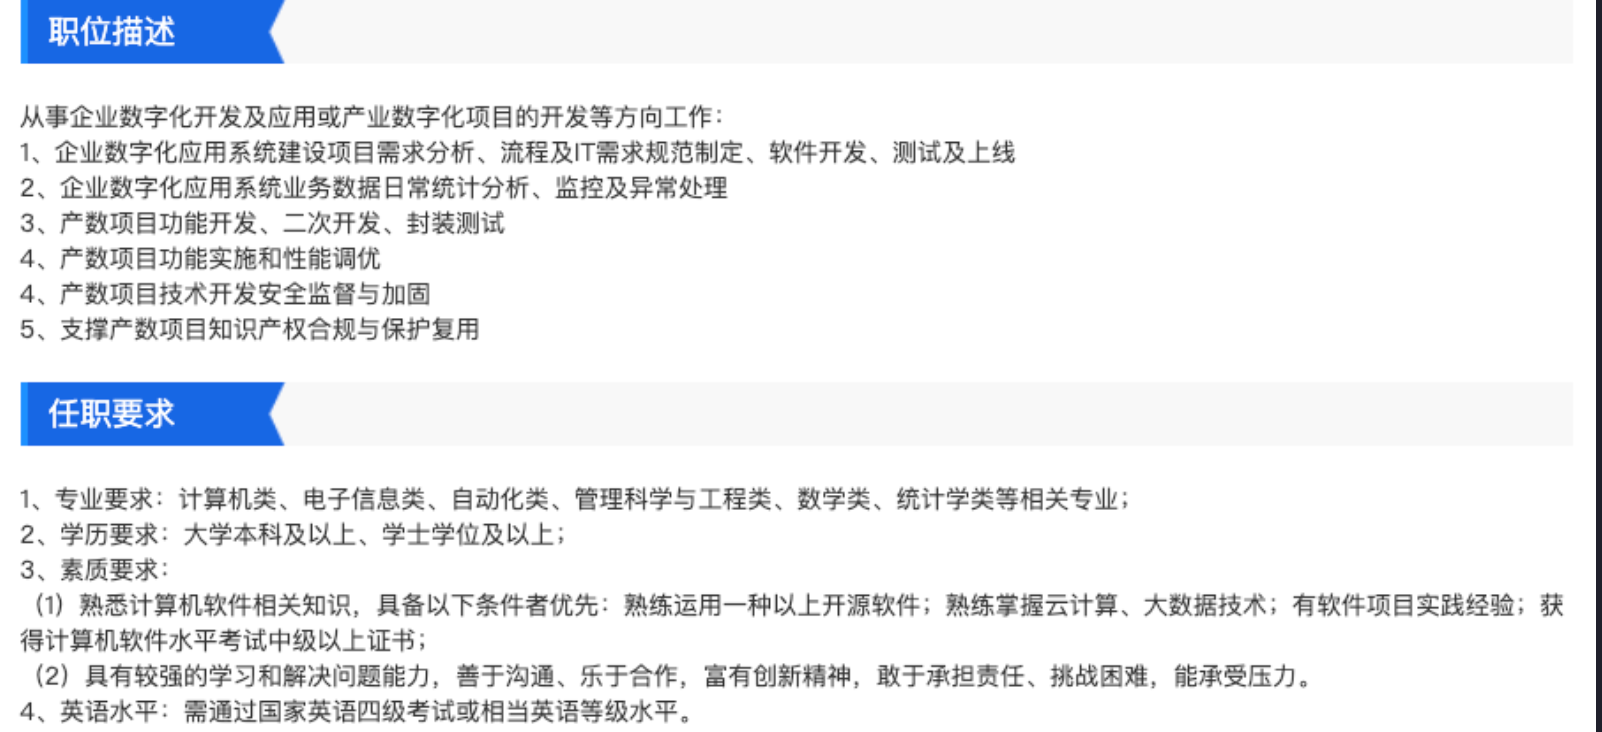 职位描述
从事企业数字化开发及应用或产业数字化项目的开发等方向工作：
1、企业数字化应用系统建设项目需求分析、流程及IT需求规范制定、软件开发、测试及上线
2、企业数字化应用系统业务数据日常统计分析、监控及异常处理
3、产数项目功能开发、二次开发、封装测试
4、产数项目功能实施和性能调优
4、产数项目技术开发安全监督与加固
5、支撑产数项目知识产权合规与保护复用
任职要求
1、专业要求：计算机类、电子信息类、自动化类、管理科学与工程类、数学类、统计学类等相关专业；
2、学历要求：大学本科及以上、学士学位及以上；
3、素质要求：
（1）熟悉计算机软件相关知识，具备以下条件者优先：熟练运用一种以上开源软件；熟练掌握云计算、大数据技术；有软件项目实践经验；获
得计算机软件水平考试中级以上证书；
（2）具有较强的学习和解决问题能力，善于沟通、乐于合作，富有创新精神，敢于承担责任、挑战困难，能承受压力。
4、英语水平：需通过国家英语四级考试或相当英语等级水平。